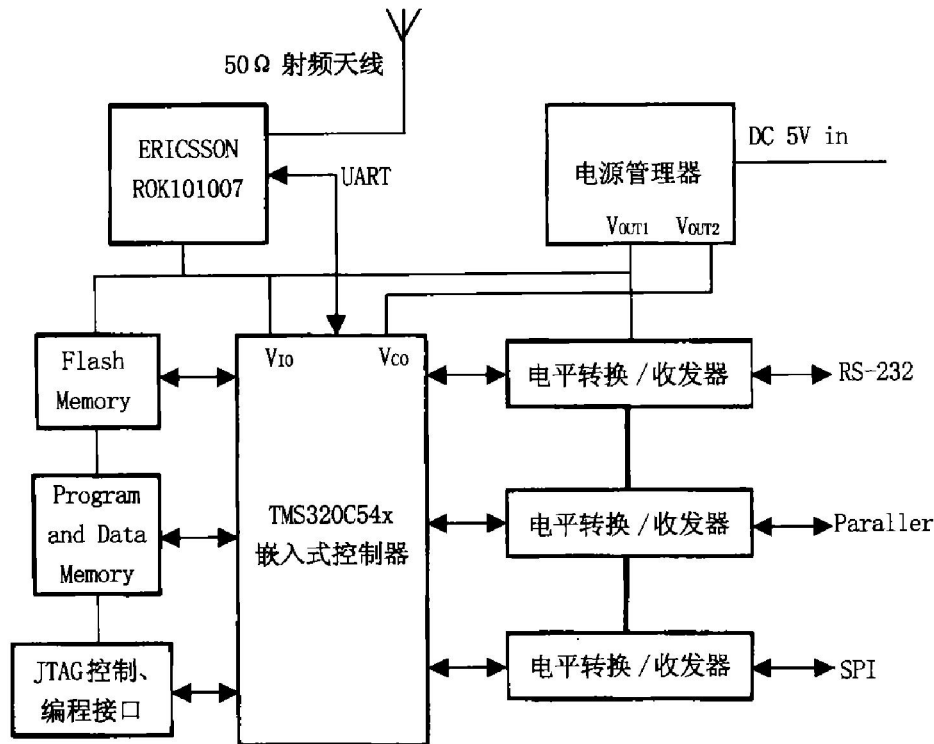 50Ω 射频天线
ERICSSON
ROK101007
UART
DC 5V in
电源管理器
VOUT1 VOUT2
VIO VCO
Flash
Memory
电平转换/收发器
RS-232
Program
and Data
Memory
TMS320C54x
嵌入式控制器
电平转换/收发器
Paraller
JTAG控制、
编程接口
电平转换/收发器
SPI